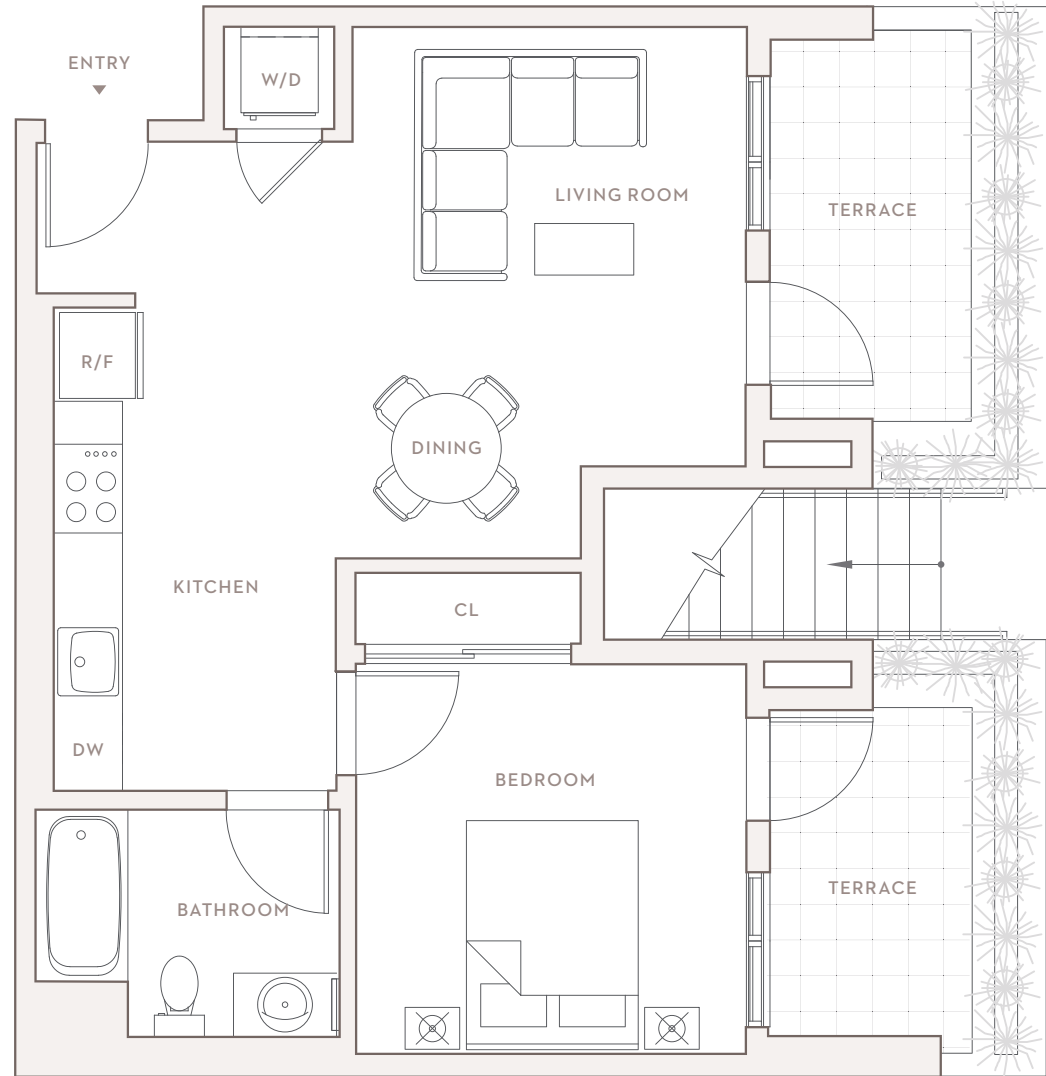 ENTRY
W/D
LIVING ROOM
TERRACE
R/F
DINING
KITCHEN
CL
DW
BEDROOM
TERRACE
BATHROOM